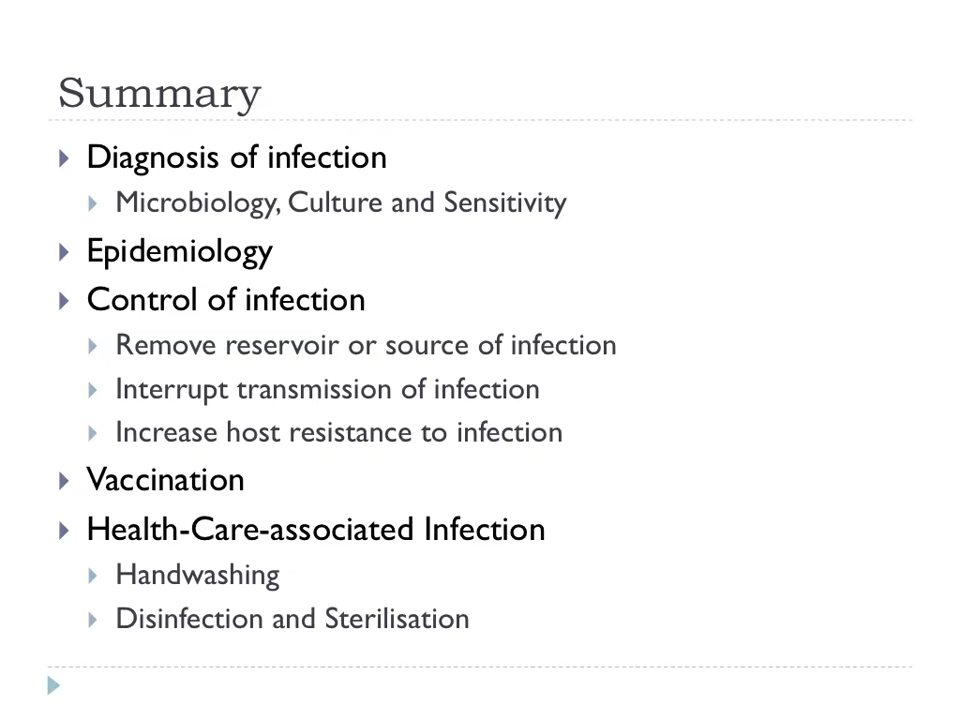 Summary
Diagnosis of infection
Microbiology, Culture and Sensitivity
Epidemiology
Control of infection
Remove reservoir or source of infection
Interrupt transmission of infection
Increase host resistance to infection
Vaccination
Health-Care-associated Infection
Handwashing
Disinfection and Sterilisation